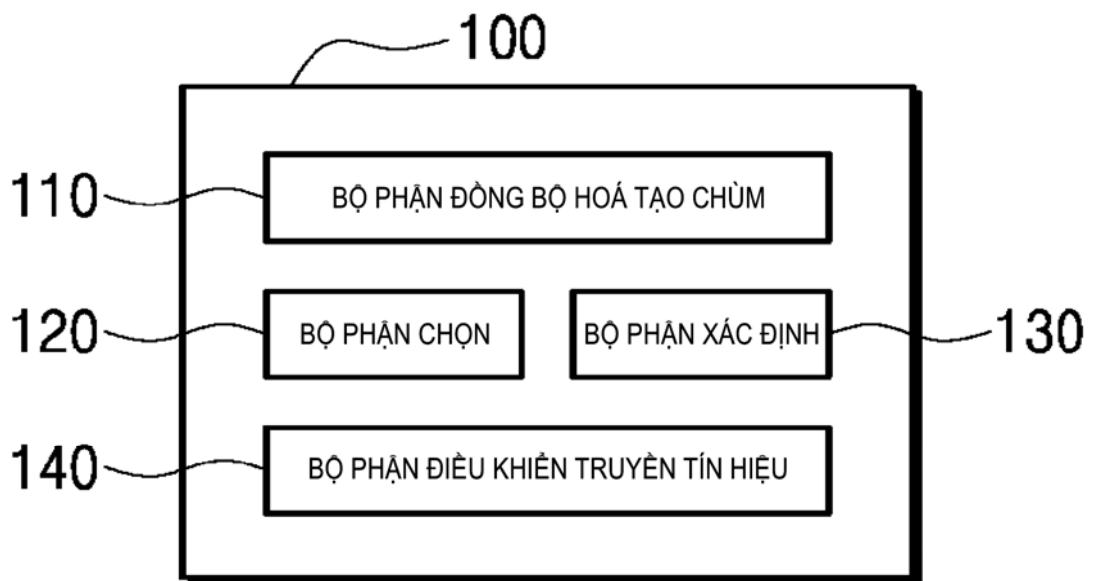 100
110
BỘ PHẬN ĐỒNG BỘ HOÁ TẠO CHÙM
120
BỘ PHẬN CHỌN
BỘ PHẬN XÁC ĐỊNH
130
140
BỘ PHẬN ĐIỀU KHIỂN TRUYỀN TÍN HIỆU